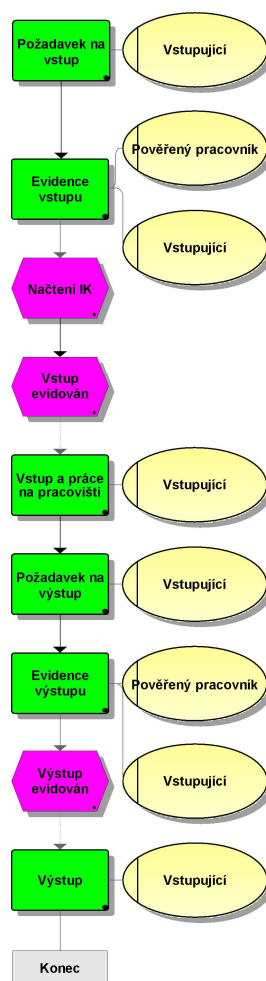 Požadavek na
vstup
Vstupující
Pověřený pracovník
Evidence
vstupu
Vstupující
Načtení IK
Vstup
evidován
Vstup a práce
na pracovišti
Vstupující
Požadavek na
výstup
Vstupující
Evidence
výstupu
Pověřený pracovník
Výstup
evidován
Vstupující
Výstup
Vstupující
Konec